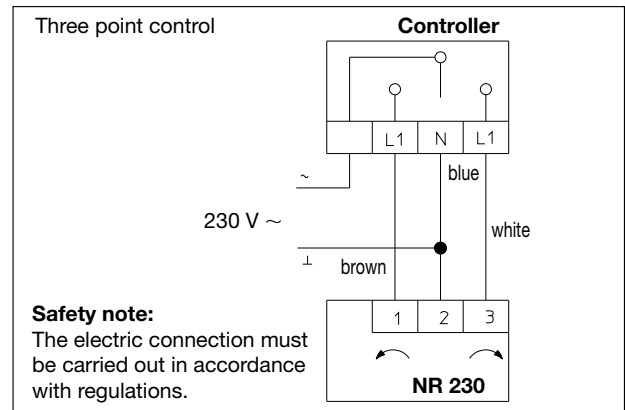 Three point control
Controller
L1 N L1
~
blue
230 V ~
white
⊥
brown
1 2 3
Safety note:
The electric connection must
be carried out in accordance
with regulations.
NR 230